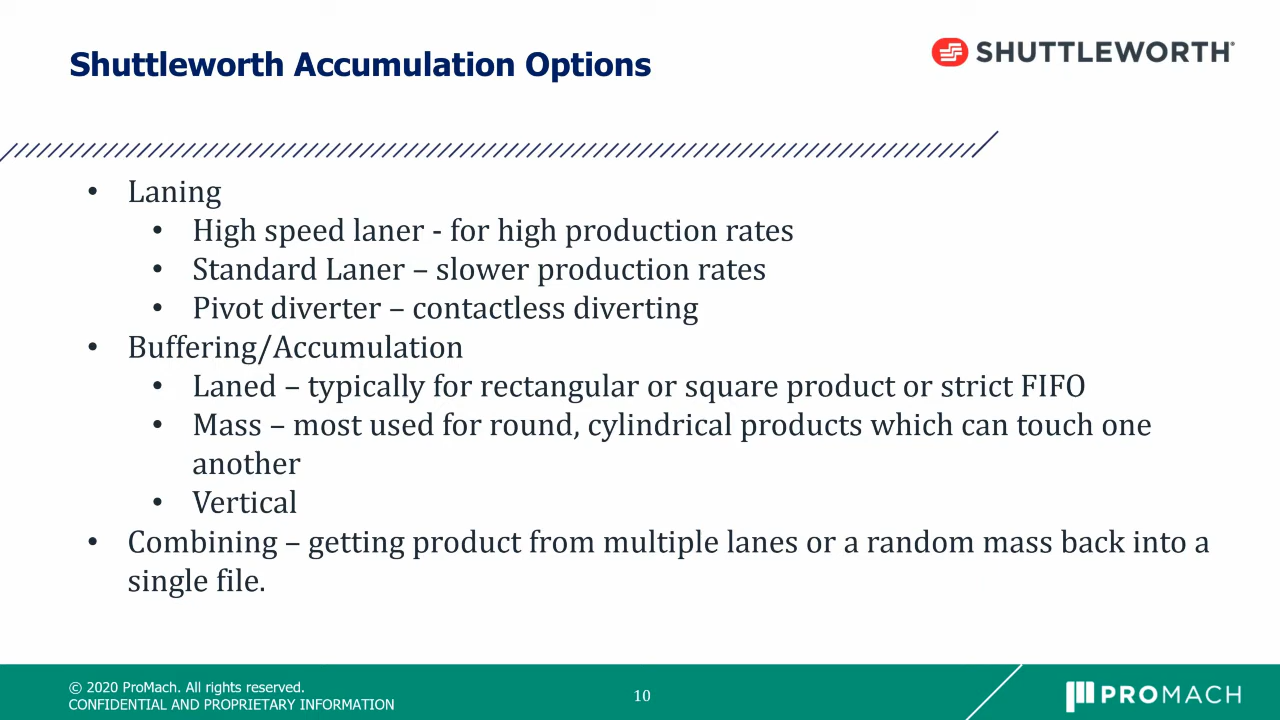 Shuttleworth Accumulation Options
SHUTTLEWORTH®
• Laning
• High speed laner - for high production rates
• Standard Laner – slower production rates
• Pivot diverter – contactless diverting
• Buffering/Accumulation
• Laned – typically for rectangular or square product or strict FIFO
• Mass – most used for round, cylindrical products which can touch one
another
• Vertical
• Combining – getting product from multiple lanes or a random mass back into a
single file.
© 2020 ProMach. All rights reserved.
CONFIDENTIAL AND PROPRIETARY INFORMATION
10
PROMACH